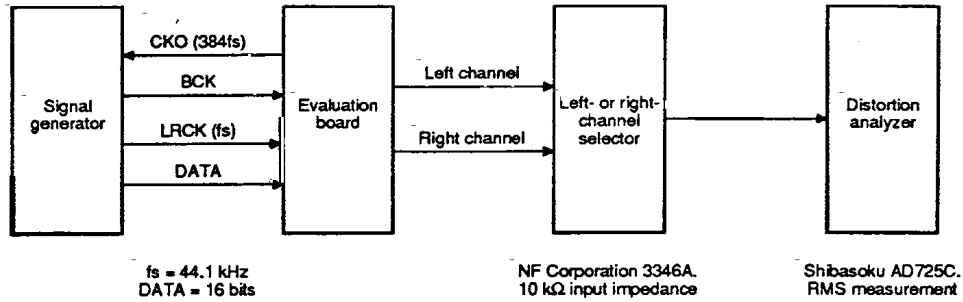 CKO (384fs)
BCK
LRCK (fs)
DATA
Signal
generator
Evaluation
board
Left channel
Right channel
Left- or right-
channel
selector
Distortion
analyzer
fs = 44.1 kHz
DATA = 16 bits
NF Corporation 3346A.
10 kΩ input impedance
Shibasoku AD725C.
RMS measurement